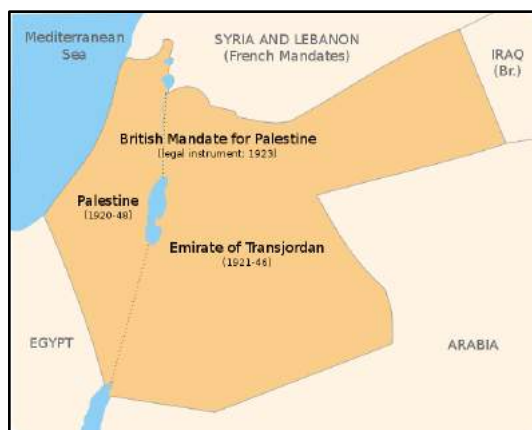 Mediterranean
Sea
SYRIA AND LEBANON
(French Mandates)
IRAQ
(Br.)
British Mandate for Palestine
(legal instrument: 1923)
Palestine
(1920-48)
Emirate of Transjordan
(1921-46)
EGYPT
ARABIA